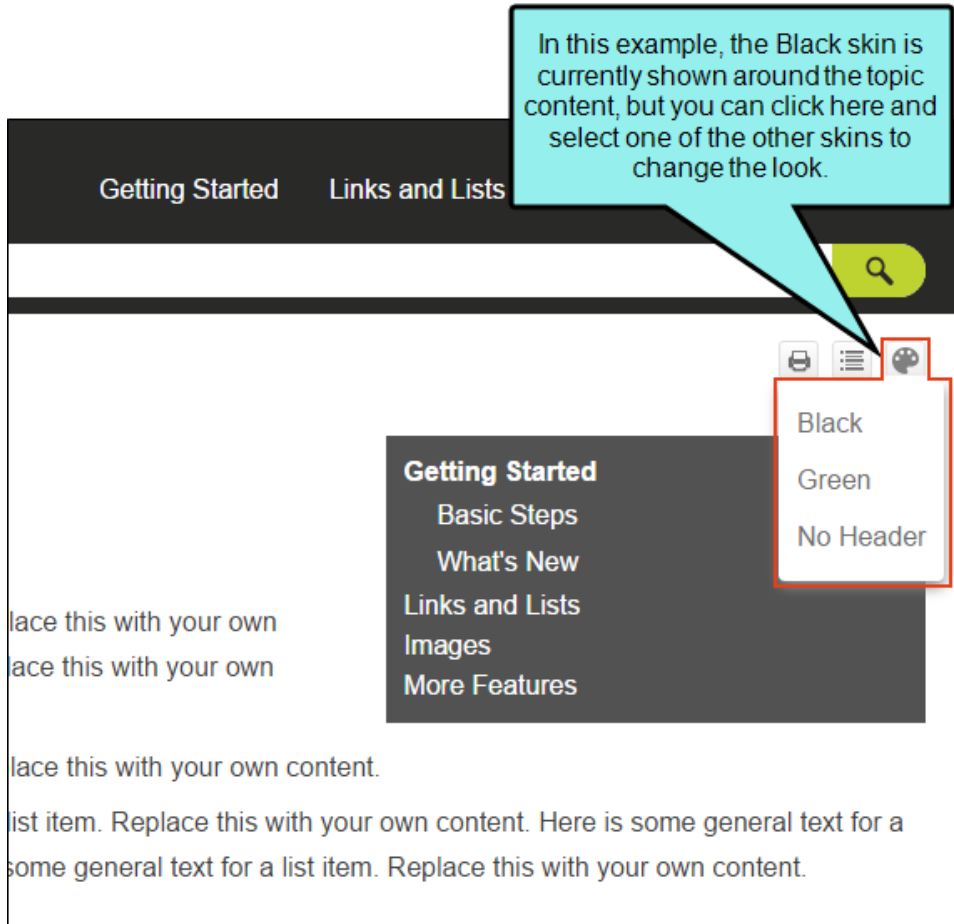 In this example, the Black skin is
currently shown around the topic
content, but you can click here and
select one of the other skins to
change the look.
Getting Started Links and Lists
Black
Green
No Header
Getting Started
Basic Steps
What's New
Links and Lists
Images
More Features
lace this with your own
lace this with your own
lace this with your own content.
list item. Replace this with your own content. Here is some general text for a
some general text for a list item. Replace this with your own content.